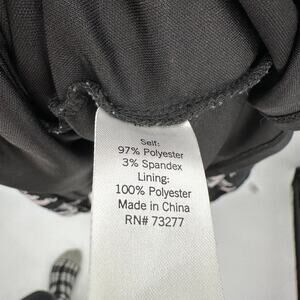 Self:
97% Polyester
3% Spandex
Lining:
100% Polyester
Made in China
RN# 73277